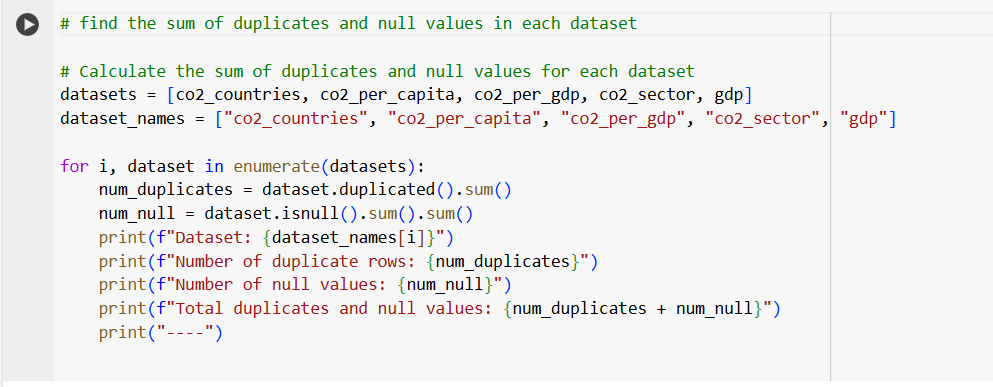 # find the sum of duplicates and null values in each dataset
# Calculate the sum of duplicates and null values for each dataset
datasets = [co2_countries, co2_per_capita, co2_per_gdp, co2_sector, gdp]
dataset_names = ["co2_countries", "co2_per_capita", "co2_per_gdp", "co2_sector", "gdp"]
for i, dataset in enumerate(datasets):
    num_duplicates = dataset.duplicated().sum()
    num_null = dataset.isnull().sum().sum()
    print(f"Dataset: {dataset_names[i]}")
    print(f"Number of duplicate rows: {num_duplicates}")
    print(f"Number of null values: {num_null}")
    print(f"Total duplicates and null values: {num_duplicates + num_null}")
    print("----")